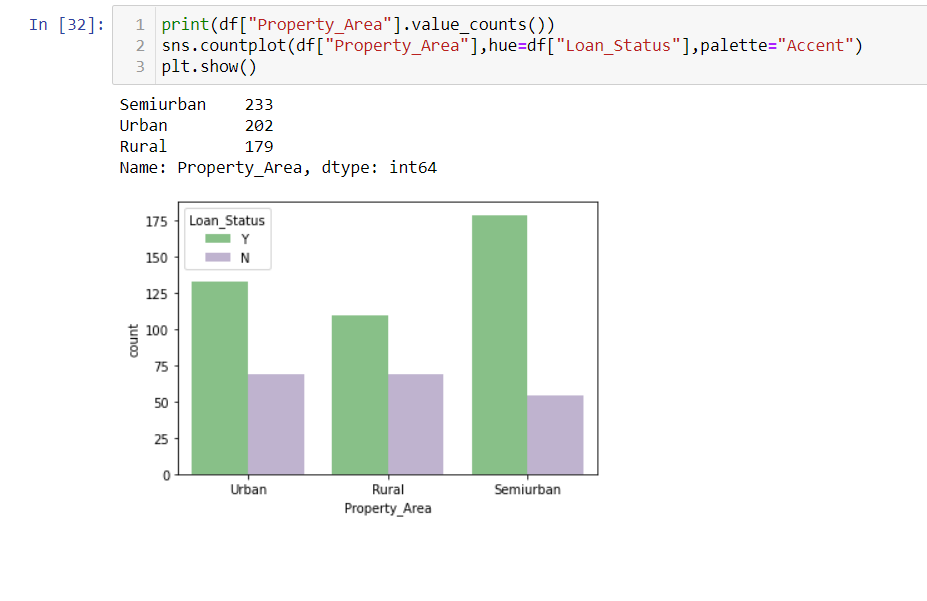 In [32]:
1 print(df["Property_Area"].value_counts())
2 sns.countplot(df["Property_Area"],hue=df["Loan_Status"],palette="Accent")
3 plt.show()
Semiurban    233
Urban        202
Rural        179
Name: Property_Area, dtype: int64
Loan_Status
Y
N
175
150
125
100
75
50
25
0
count
Urban Rural Semiurban
Property_Area